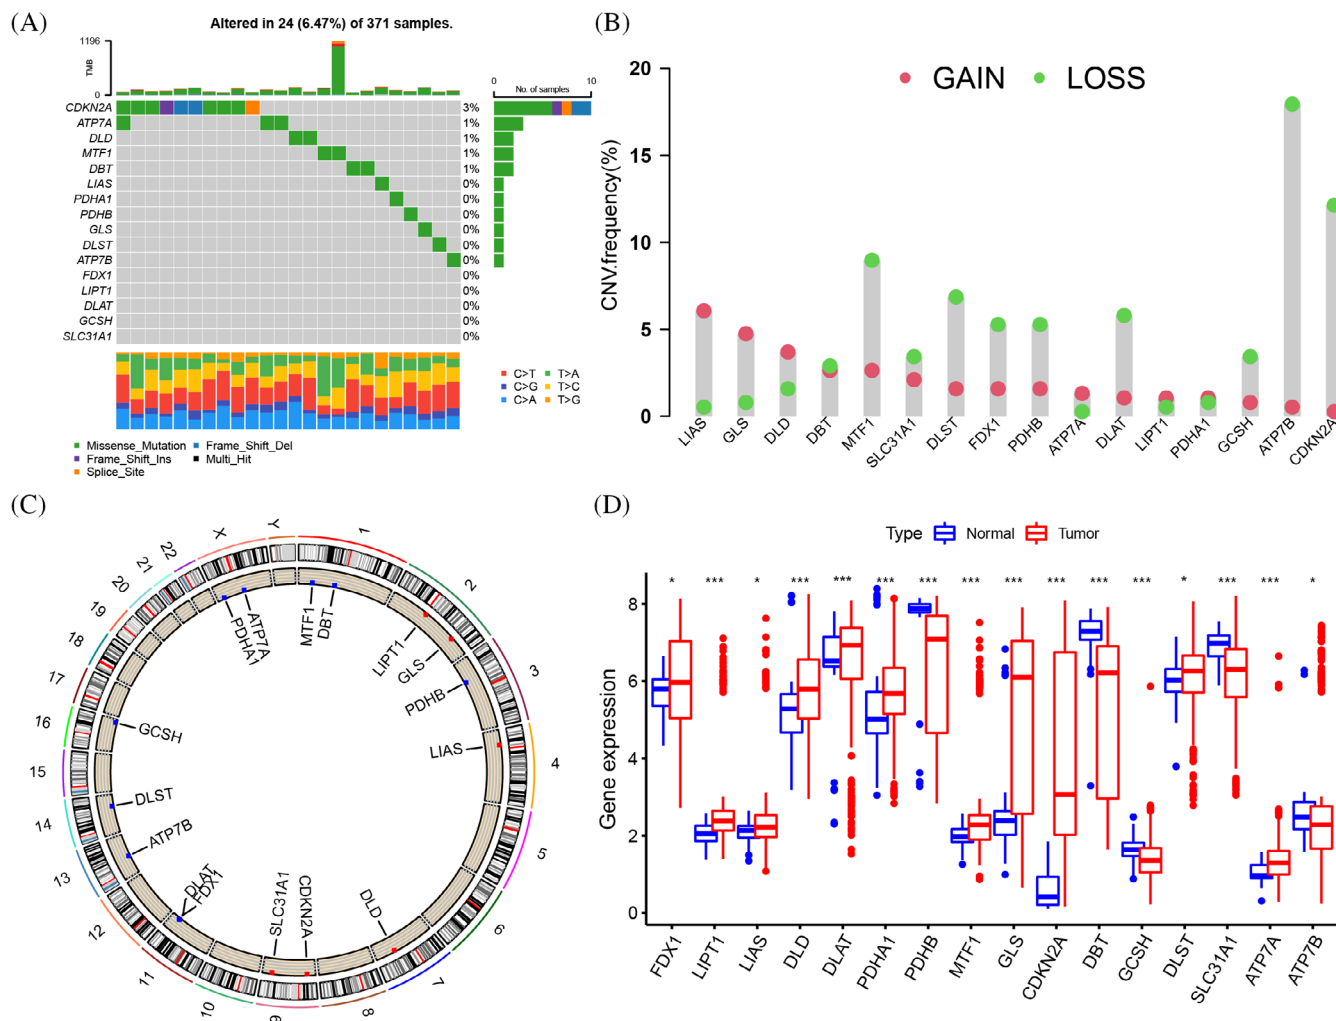 (A)
Altered in 24 (6.47%) of 371 samples.
1196
TMB
0
0 10
No. of samples
CDKN2A 3%
ATP7A 1%
DLD 1%
MTF1 1%
DBT 1%
LIAS 0%
PDHA1 0%
PDHB 0%
GLS 0%
DLST 0%
ATP7B 0%
FDX1 0%
LIPT1 0%
DLAT 0%
GCSH 0%
SLC31A1 0%
C>T T>A
C>G T>C
C>A T>G
Missense_Mutation Frame_Shift_Del
Frame_Shift_Ins Multi_Hit
Splice_Site
(B)
GAIN LOSS
CNV.frequency(%)
20
15
10
5
0
LIAS GLS DLD DBT MTF1 SLC31A1 DLST FDX1 PDHB ATP7A DLAT LIPT1 PDHA1 GCSH ATP7B CDKN2A
(C)
1
2
3
4
5
6
7
8
9
10
11
12
13
14
15
16
17
18
19
20
21
22
X
Y
MTF1
DBT
LIPT1
GLS
PDHB
LIAS
DLD
CDKN2A
SLC31A1
FDX1
DLAT
ATP7B
DLST
GCSH
PDHA1
ATP7A
(D)
Type Normal Tumor
* *** * *** *** *** *** *** *** *** *** *** * *** *** *
Gene expression
8
6
4
2
0
FDX1 LIPT1 LIAS DLD DLAT PDHA1 PDHB MTF1 GLS CDKN2A DBT GCSH DLST SLC31A1 ATP7A ATP7B